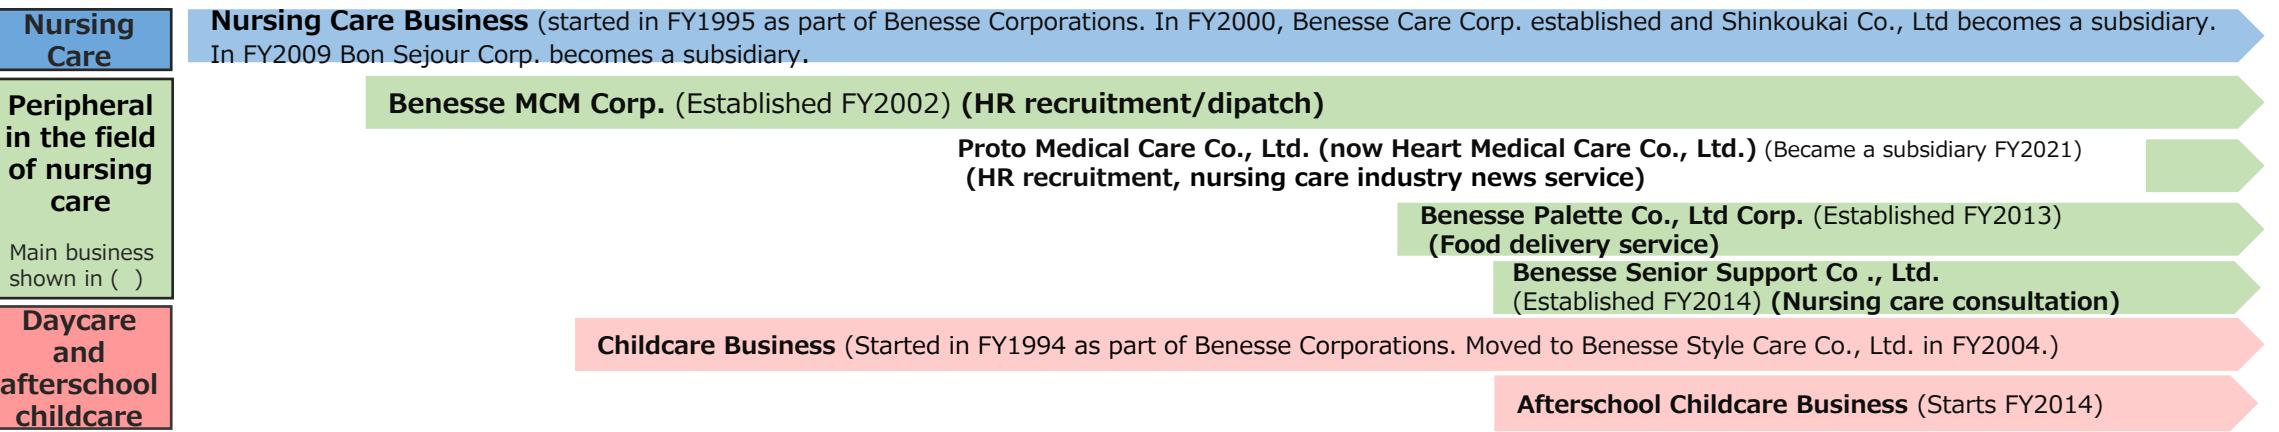 Nursing
Care
Nursing Care Business (started in FY1995 as part of Benesse Corporations. In FY2000, Benesse Care Corp. established and Shinkoukai Co., Ltd becomes a subsidiary.
In FY2009 Bon Sejour Corp. becomes a subsidiary.
Peripheral
in the field
of nursing
care
Main business
shown in ( )
Benesse MCM Corp. (Established FY2002) (HR recruitment/dipatch)
Proto Medical Care Co., Ltd. (now Heart Medical Care Co., Ltd.) (Became a subsidiary FY2021)
(HR recruitment, nursing care industry news service)
Benesse Palette Co., Ltd Corp. (Established FY2013)
(Food delivery service)
Benesse Senior Support Co ., Ltd.
(Established FY2014) (Nursing care consultation)
Daycare
and
afterschool
childcare
Childcare Business (Started in FY1994 as part of Benesse Corporations. Moved to Benesse Style Care Co., Ltd. in FY2004.)
Afterschool Childcare Business (Starts FY2014)